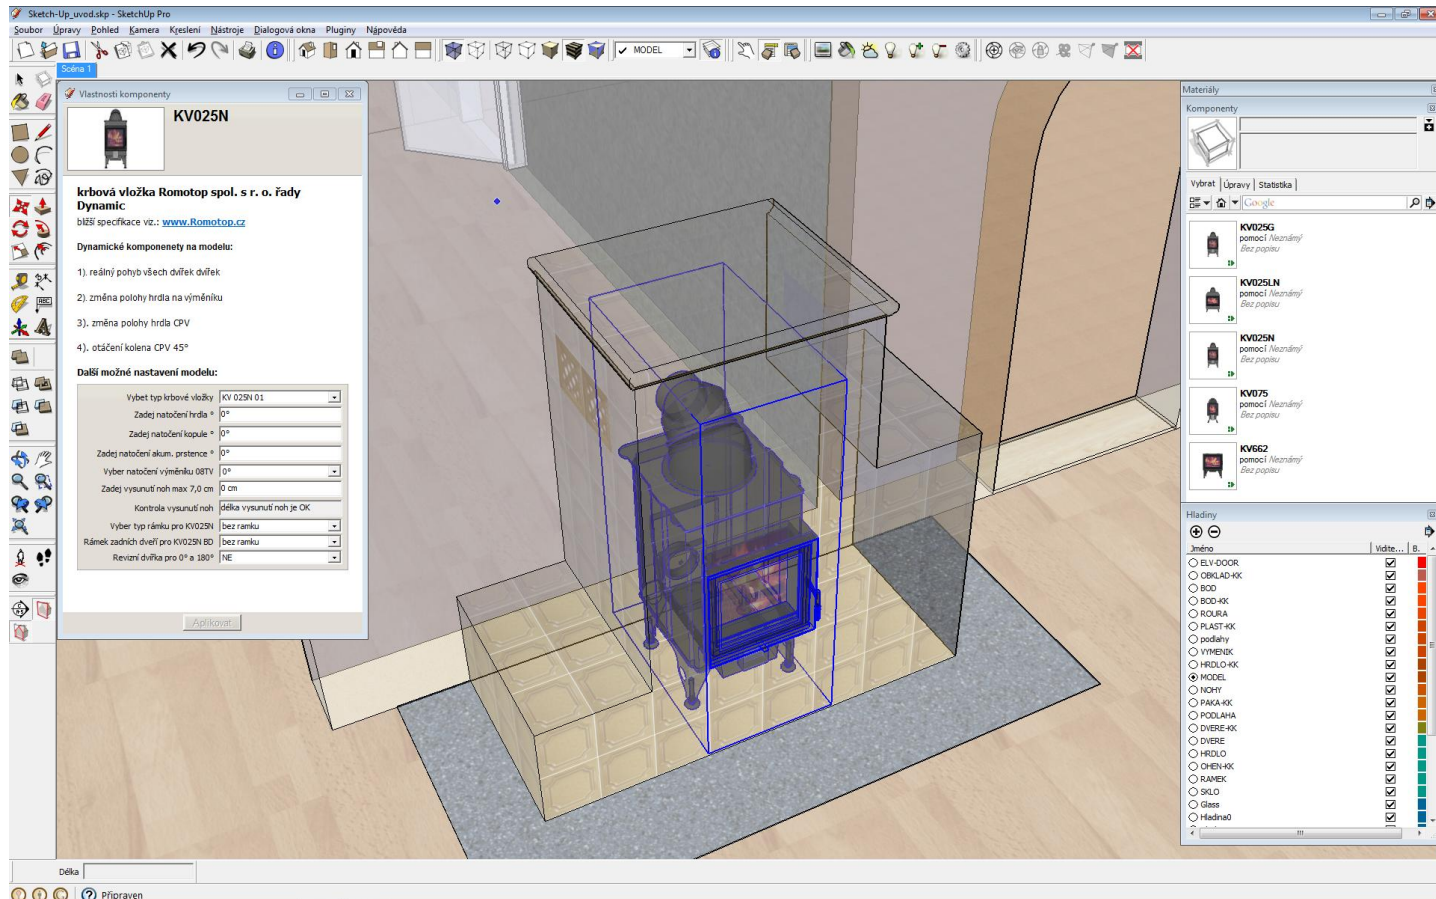 Sketch-Up_uvod.skp - SketchUp Pro
Soubor Úpravy Pohled Kamera Kreslení Nástroje Dialogová okna Pluginy Nápověda
MODEL
Scéna 1
Vlastnosti komponenty
KV025N
krbová vložka Romotop spol. s r. o. řady
Dynamic
bližší specifikace viz.: www.Romotop.cz
Dynamické komponenety na modelu:
1). reálný pohyb všech dvířek dvířek
2). změna polohy hrdla na výměníku
3). změna polohy hrdla CPV
4). otáčení kolena CPV 45°
Další možné nastavení modelu:
Vybet typ krbové vložky KV 025N 01
Zadej natočení hrdla ° 0°
Zadej natočení kopule ° 0°
Zadej natočení akum. prstence ° 0°
Vyber natočení výměníku 08TV 0°
Zadej vysunutí noh max 7,0 cm 0 cm
Kontrola vysunutí noh délka vysunutí noh je OK
Vyber typ rámku pro KV025N bez ramku
Rámek zadních dveří pro KV025N BD bez ramku
Revizní dvířka pro 0° a 180° NE
Aplikovat
Materiály
Komponenty
Vybrat Úpravy Statistika
Google
KV025G
pomocí Neznámý
Bez popisu
KV025LN
pomocí Neznámý
Bez popisu
KV025N
pomocí Neznámý
Bez popisu
KV075
pomocí Neznámý
Bez popisu
KV662
pomocí Neznámý
Bez popisu
Hladiny
Jméno Vidite... B.
ELV-DOOR
OBKLAD-KK
BOD
BOD-KK
ROURA
PLAST-KK
podlahy
VYMENIK
HRDLO-KK
MODEL
NOHY
PAKA-KK
PODLAHA
DVERE-KK
DVERE
HRDLO
OHEN-KK
RAMEK
SKLO
Glass
Hladina0
Délka
Připraven